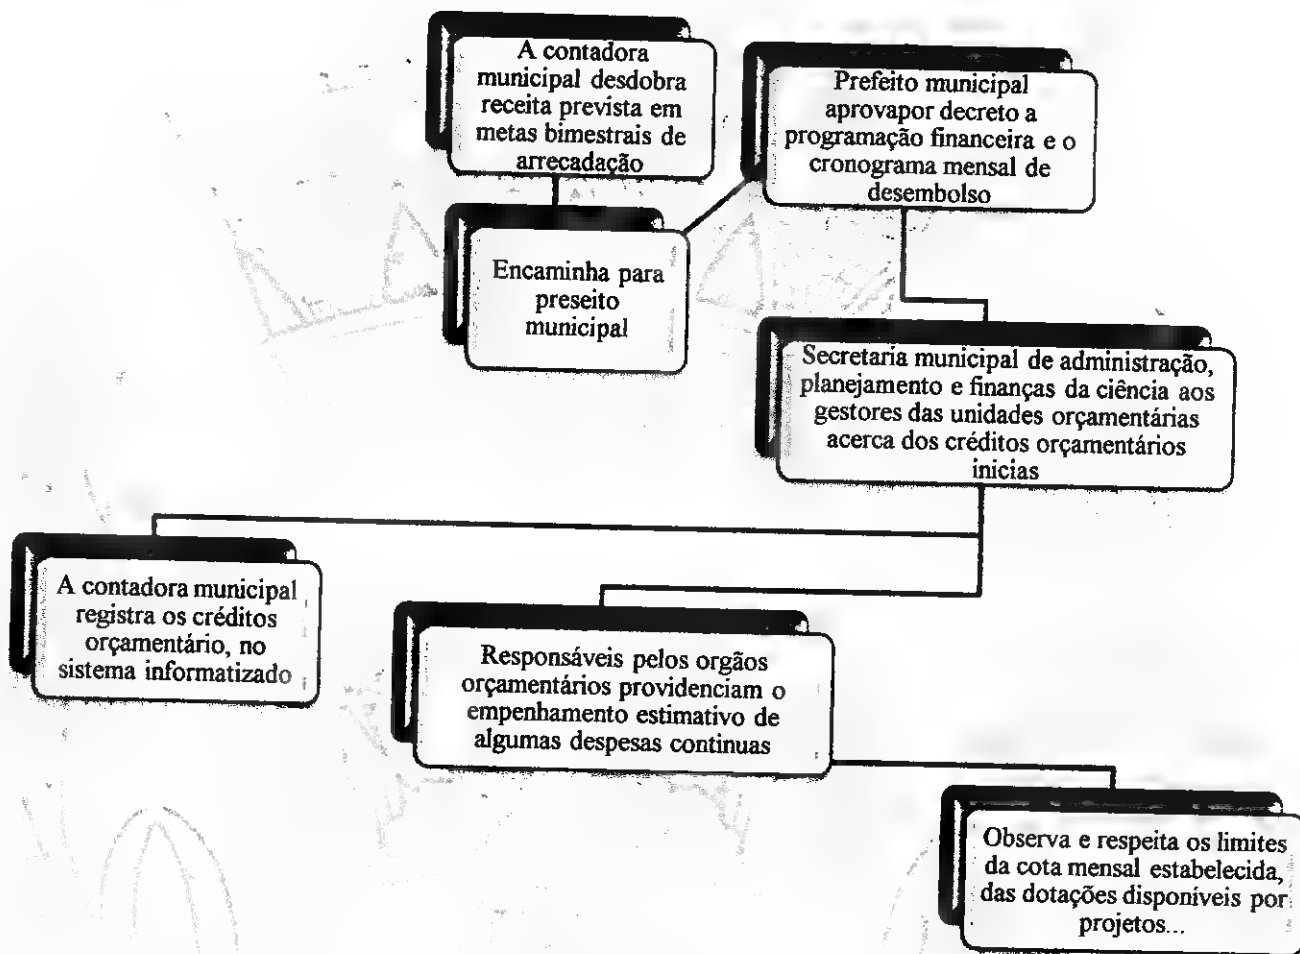 A contadora
municipal desdobra
receita prevista em
metas bimestrais de
arrecadação
Prefeito municipal
aprovapor decreto a
programação financeira e o
cronograma mensal de
desembolso
Encaminha para
preseito
municipal
Secretaria municipal de administração,
planejamento e finanças da ciência aos
gestores das unidades orçamentárias
acerca dos créditos orçamentários
inicias
A contadora municipal
registra os créditos
orçamentário, no
sistema informatizado
Responsáveis pelos orgãos
orçamentários providenciam o
empenhamento estimativo de
algumas despesas continuas
Observa e respeita os limites
da cota mensal estabelecida,
das dotações disponíveis por
projetos...